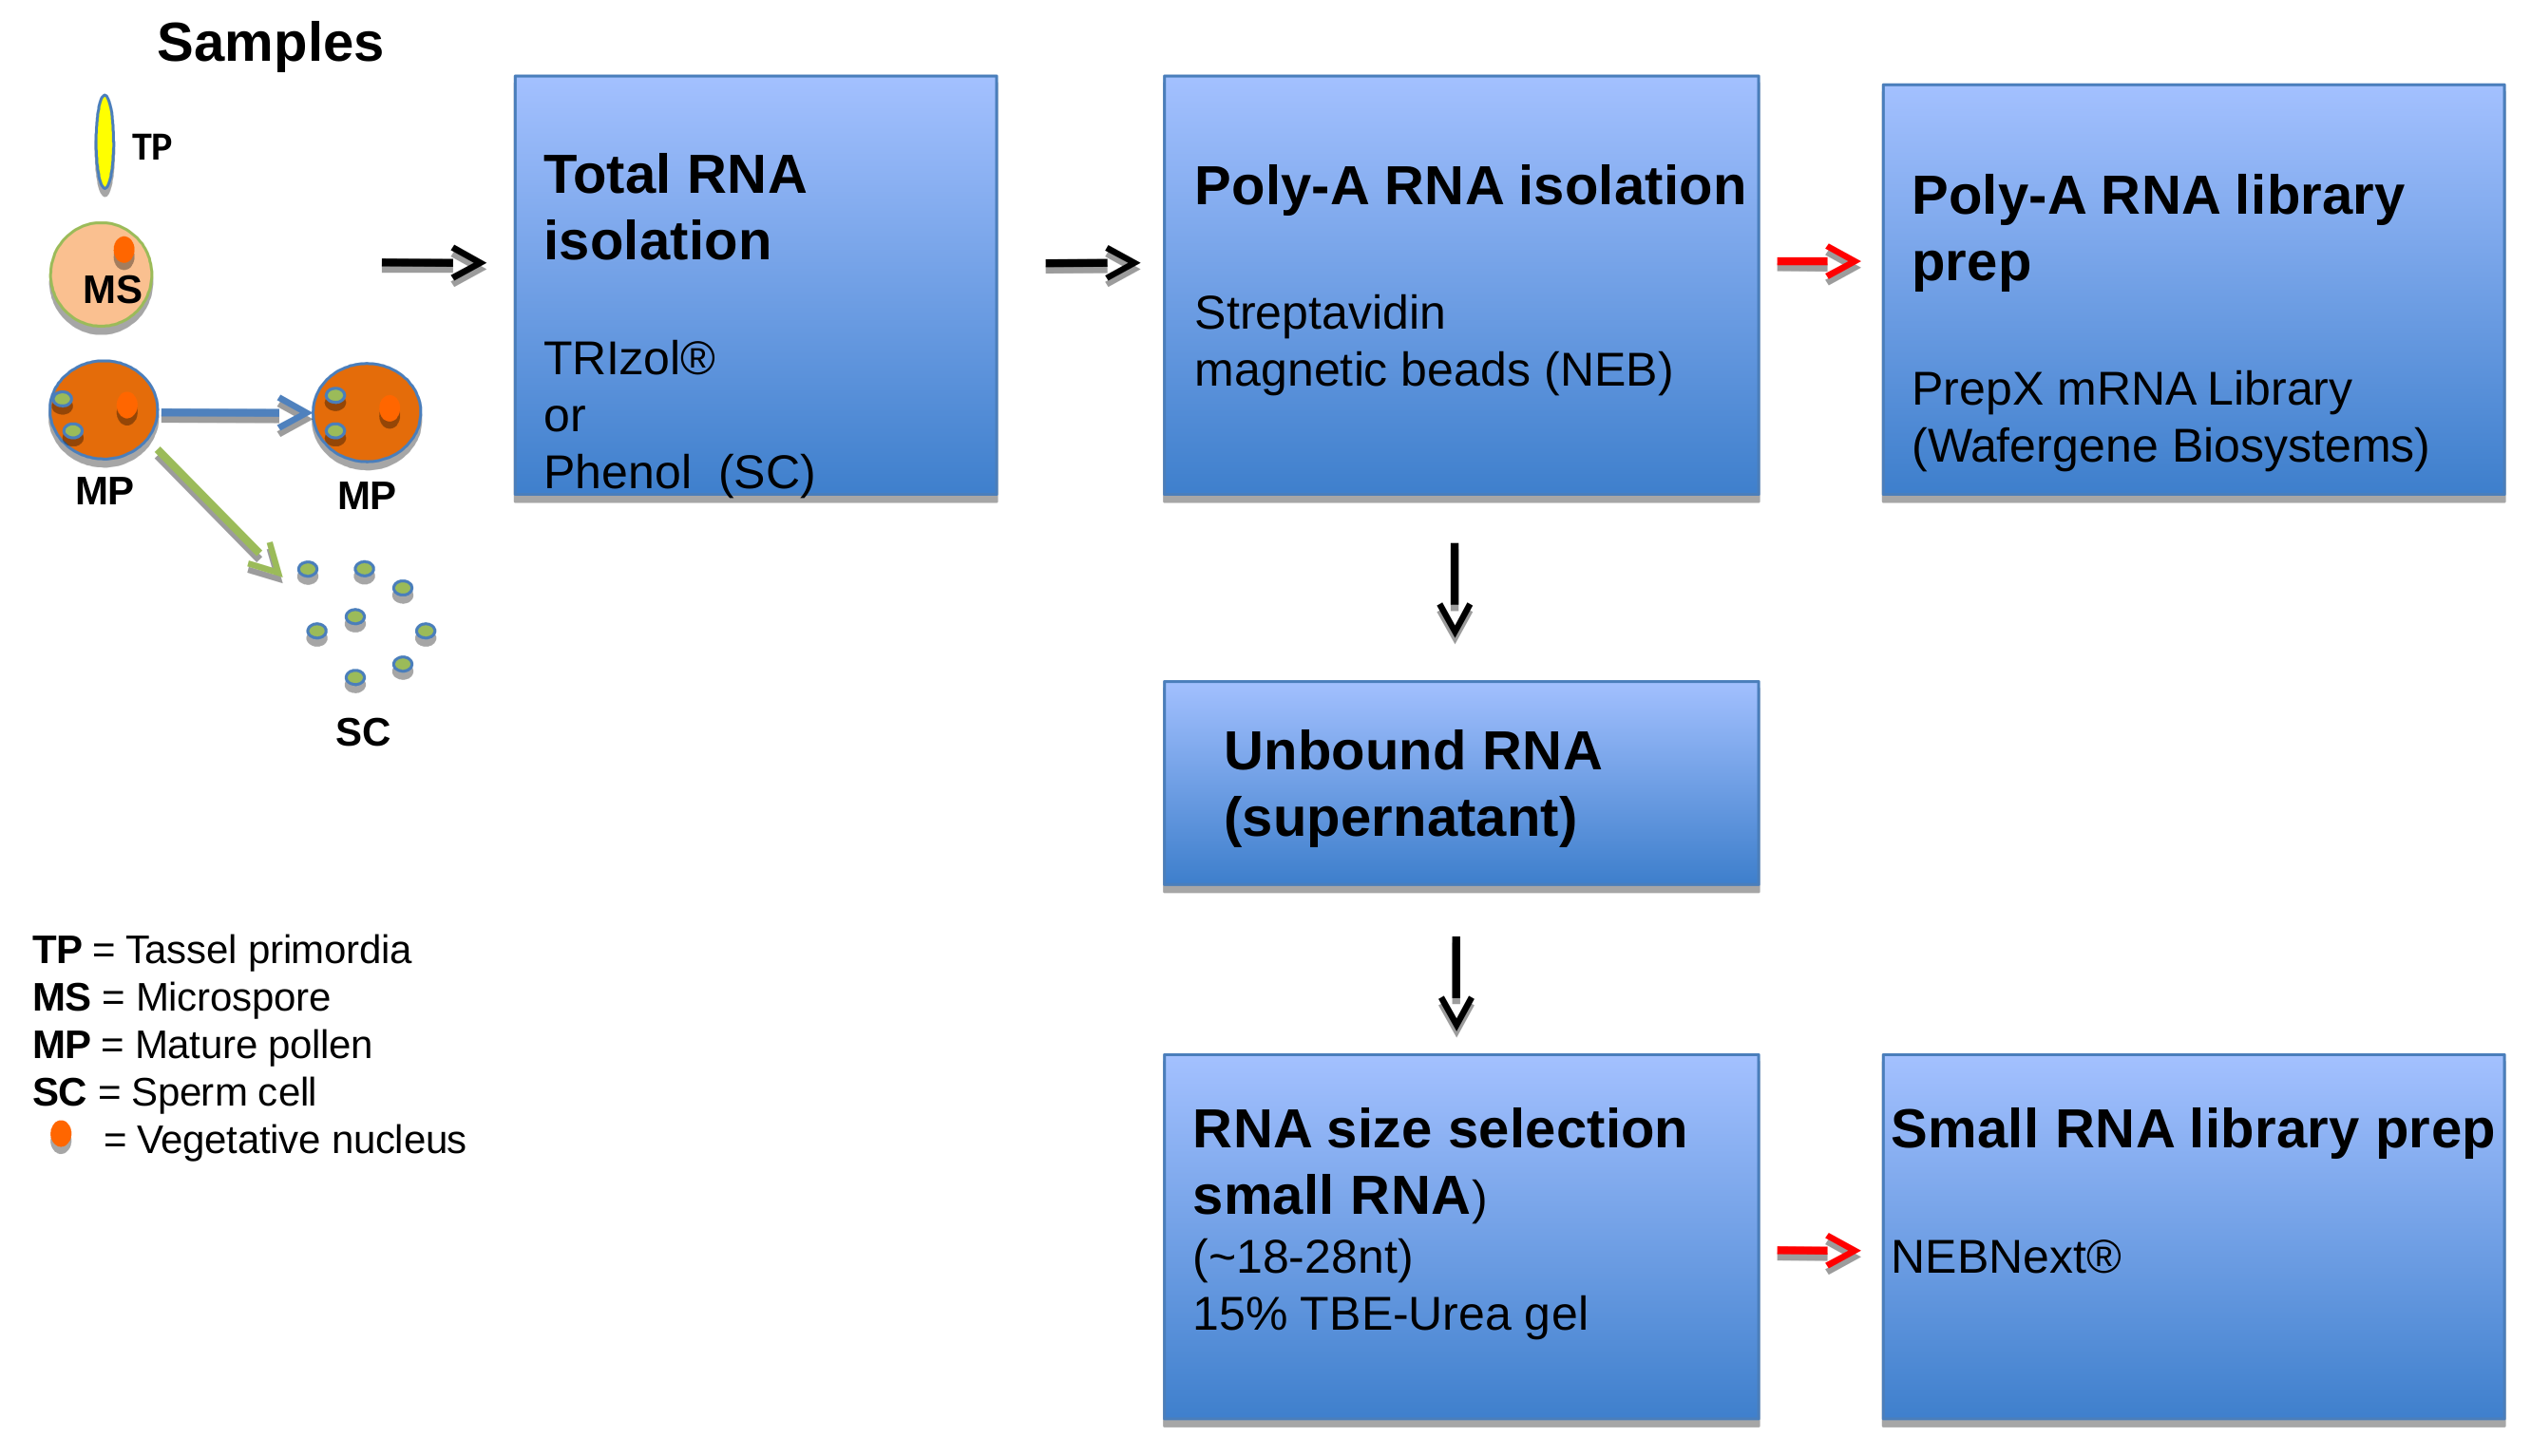 Samples
TP
MS
MP
MP
SC
Total RNA
isolation
TRIzol®
or
Phenol  (SC)
Poly-A RNA isolation
Streptavidin
magnetic beads (NEB)
Poly-A RNA library
prep
PrepX mRNA Library
(Wafergene Biosystems)
Unbound RNA
(supernatant)
RNA size selection
small RNA)
(~18-28nt)
15% TBE-Urea gel
Small RNA library prep
NEBNext®
TP = Tassel primordia
MS = Microspore
MP = Mature pollen
SC = Sperm cell
= Vegetative nucleus